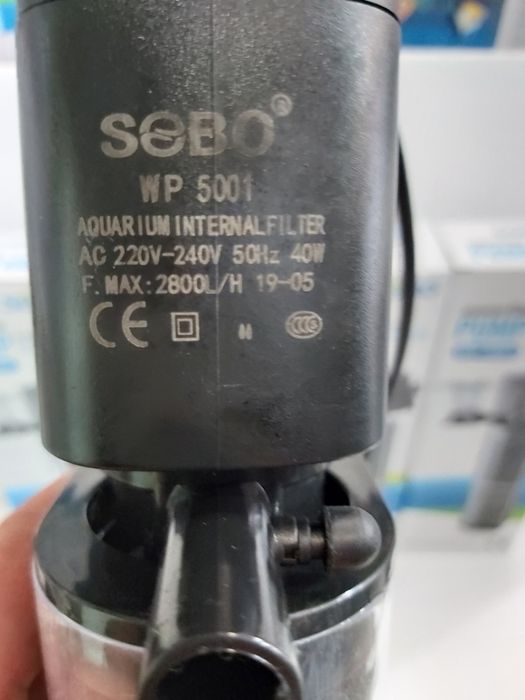 SOBO®
WP 5001
AQUARIUM INTERNAL FILTER
AC 220V-240V 50Hz 40W
F. MAX:2800L/H 19-05
CE